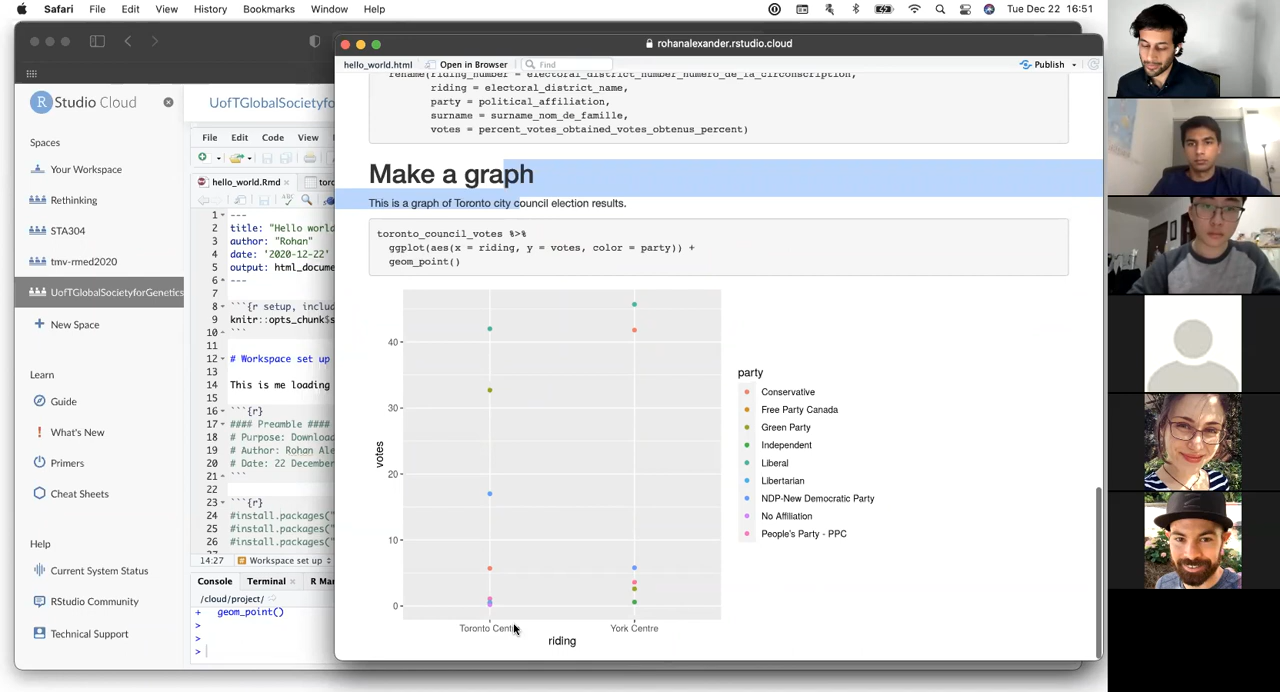 Safari File Edit View History Bookmarks Window Help Tue Dec 22 16:51
rohanalexander.rstudio.cloud
hello_world.html Open in Browser Find Publish
R Studio Cloud
UofTGlobalSocietyfor
Spaces
Your Workspace
Rethinking
STA304
tmv-rmed2020
UofTGlobalSocietyforGenetics
New Space
Learn
Guide
What's New
Primers
Cheat Sheets
Help
Current System Status
RStudio Community
Technical Support
File Edit Code View
hello_world.Rmd
1 ---
2 title: "Hello world
3 author: "Rohan"
4 date: '2020-12-22'
5 output: html_docume
6 ---
7
8 ```{r setup, includ
9 knitr::opts_chunk$s
10 ```
11
12 # Workspace set up
13
14 This is me loading
15
16 ```{r}
17 #### Preamble ####
18 # Purpose: Download
19 # Author: Rohan Ale
20 # Date: 22 December
21 ```
22
23 ```{r}
24 #install.packages("
25 #install.packages("
26 #install.packages("
14:27 Workspace set up
Console Terminal R Mar
/cloud/project/
+ geom_point()
>
>
>
rename(riding_number = electoral_district_number_numero_de_la_circonscription,
riding = electoral_district_name,
party = political_affiliation,
surname = surname_nom_de_famille,
votes = percent_votes_obtained_votes_obtenus_percent)
Make a graph
This is a graph of Toronto city council election results.
toronto_council_votes %>%
ggplot(aes(x = riding, y = votes, color = party)) +
geom_point()
votes
40
30
20
10
0
Toronto Centre York Centre
riding
party
Conservative
Free Party Canada
Green Party
Independent
Liberal
Libertarian
NDP-New Democratic Party
No Affiliation
People's Party - PPC